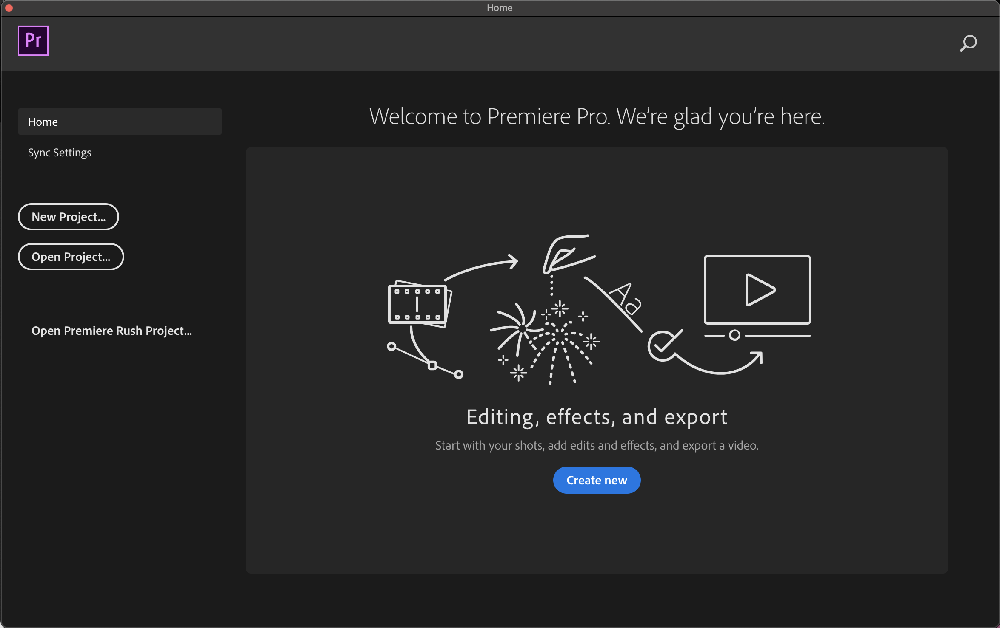 Home
Pr
Home
Sync Settings
New Project...
Open Project...
Open Premiere Rush Project...
Welcome to Premiere Pro. We’re glad you’re here.
Aa
Editing, effects, and export
Start with your shots, add edits and effects, and export a video.
Create new